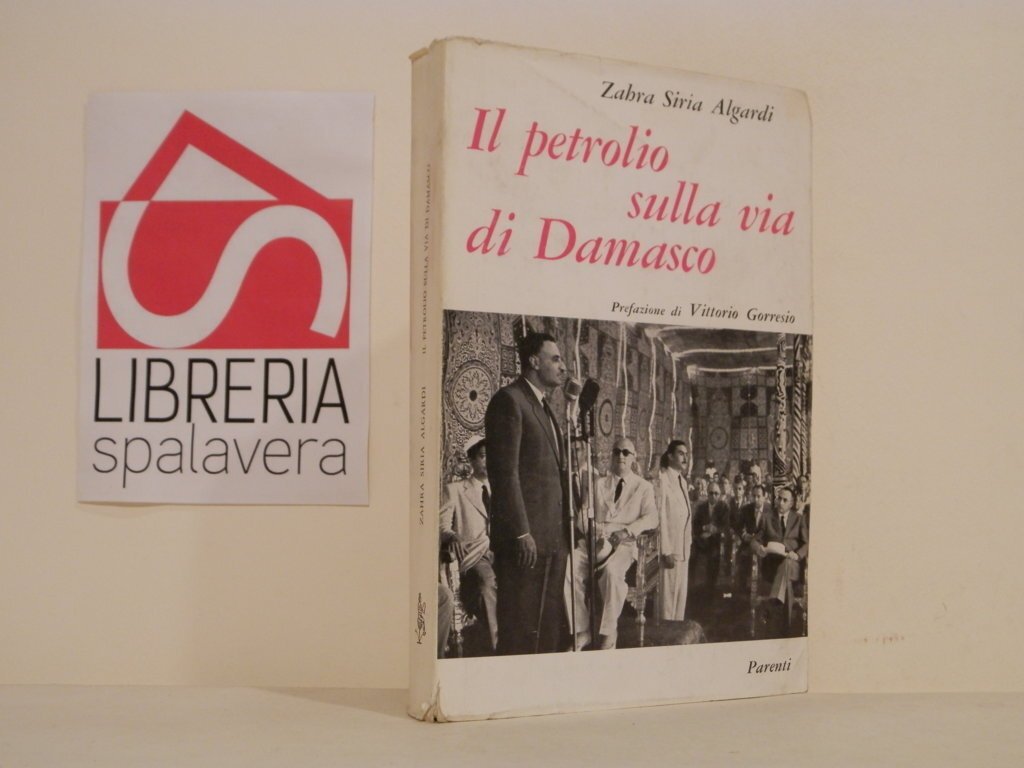 LIBRERIA
spalavera
ZAHRA SIRIA ALGARDI IL PETROLIO SULLA VIA DI DAMASCO
Zahra Siria Algardi
Il petrolio
sulla via
di Damasco
Prefazione di Vittorio Gorresio
Parenti